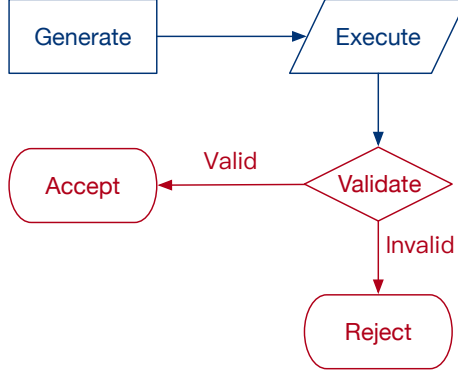 Generate
Execute
Valid
Accept
Validate
Invalid
Reject